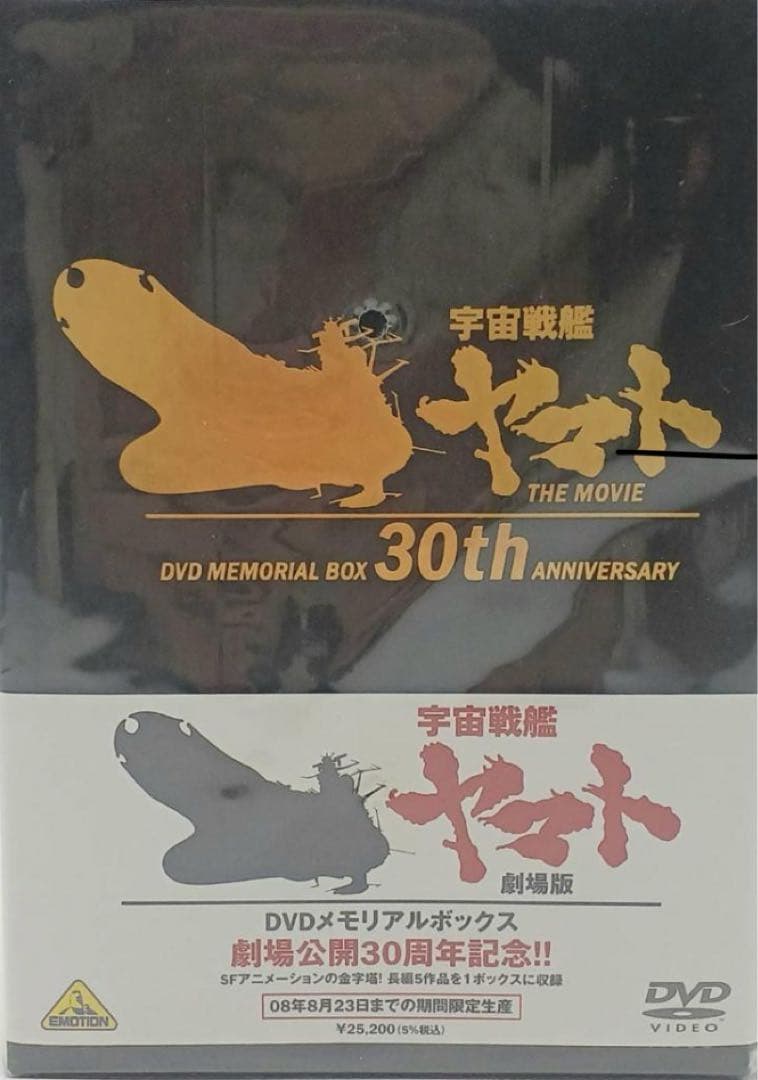 宇宙戦艦
ヤマト
THE MOVIE
DVD MEMORIAL BOX 30th ANNIVERSARY
宇宙戦艦
ヤマト
劇場版
DVDメモリアルボックス
劇場公開30周年記念!!
SFアニメーションの金字塔! 長編5作品を1ボックスに収録
08年8月23日までの期間限定生産
¥25,200(5%税込)
EMOTION
DVD
VIDEO